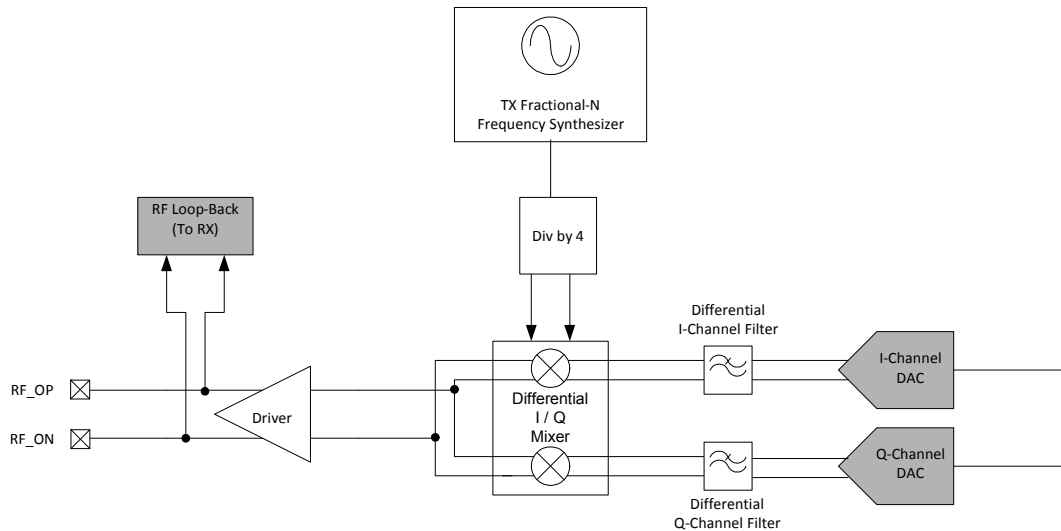 TX Fractional-N
Frequency Synthesizer
RF Loop-Back
(To RX)
Div by 4
Differential
I-Channel Filter
I-Channel
DAC
RF_OP
Driver
Differential
I / Q
Mixer
RF_ON
Q-Channel
DAC
Differential
Q-Channel Filter